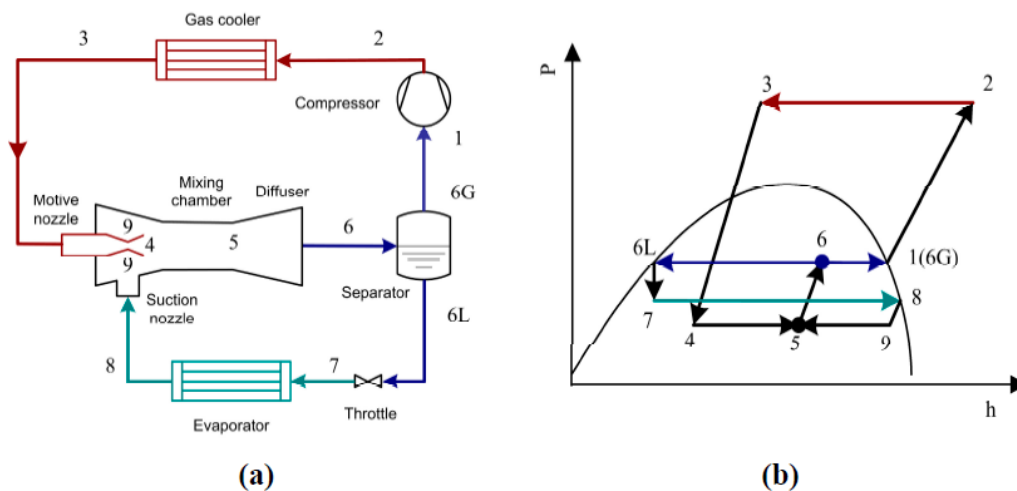 Gas cooler
3
2
Compressor
1
Mixing
chamber
Diffuser
Motive
nozzle
9
4
5
6
6G
9
Separator
Suction
nozzle
6L
8
7
Evaporator
Throttle
(a)
P
3
2
6L
6
1(6G)
7
8
4
5
9
h
(b)